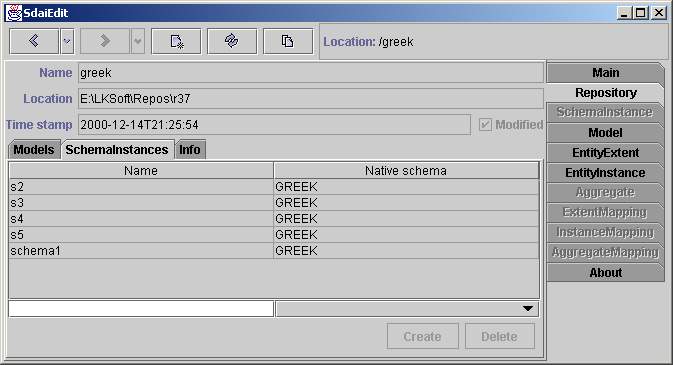 SdaiEdit
Location: /greek
Name greek
Location E:\LKSoft\Repos\r37
Time stamp 2000-12-14T21:25:54 Modified
Models SchemaInstances Info
Name Native schema
s2 GREEK
s3 GREEK
s4 GREEK
s5 GREEK
schema1 GREEK
Create Delete
Main
Repository
SchemaInstance
Model
EntityExtent
EntityInstance
Aggregate
ExtentMapping
InstanceMapping
AggregateMapping
About